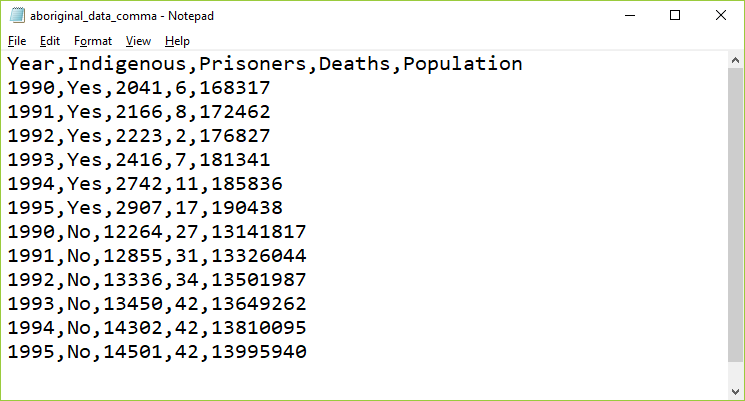 aboriginal_data_comma - Notepad
File Edit Format View Help
Year,Indigenous,Prisoners,Deaths,Population
1990,Yes,2041,6,168317
1991,Yes,2166,8,172462
1992,Yes,2223,2,176827
1993,Yes,2416,7,181341
1994,Yes,2742,11,185836
1995,Yes,2907,17,190438
1990,No,12264,27,13141817
1991,No,12855,31,13326044
1992,No,13336,34,13501987
1993,No,13450,42,13649262
1994,No,14302,42,13810095
1995,No,14501,42,13995940